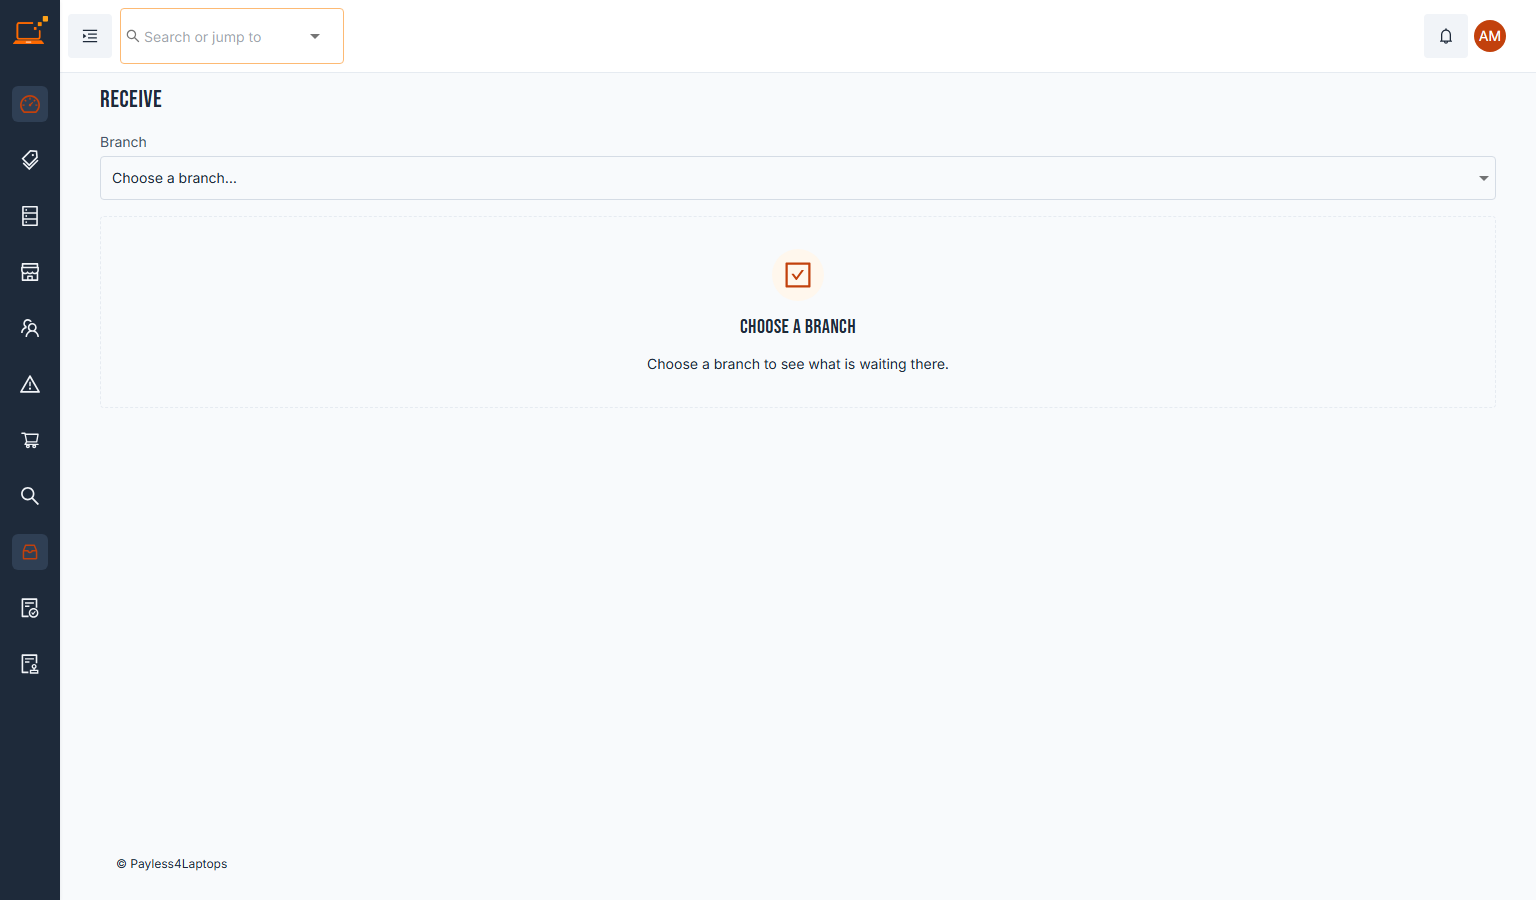 Search or jump to
AM
RECEIVE
Branch
Choose a branch...
CHOOSE A BRANCH
Choose a branch to see what is waiting there.
© Payless4Laptops